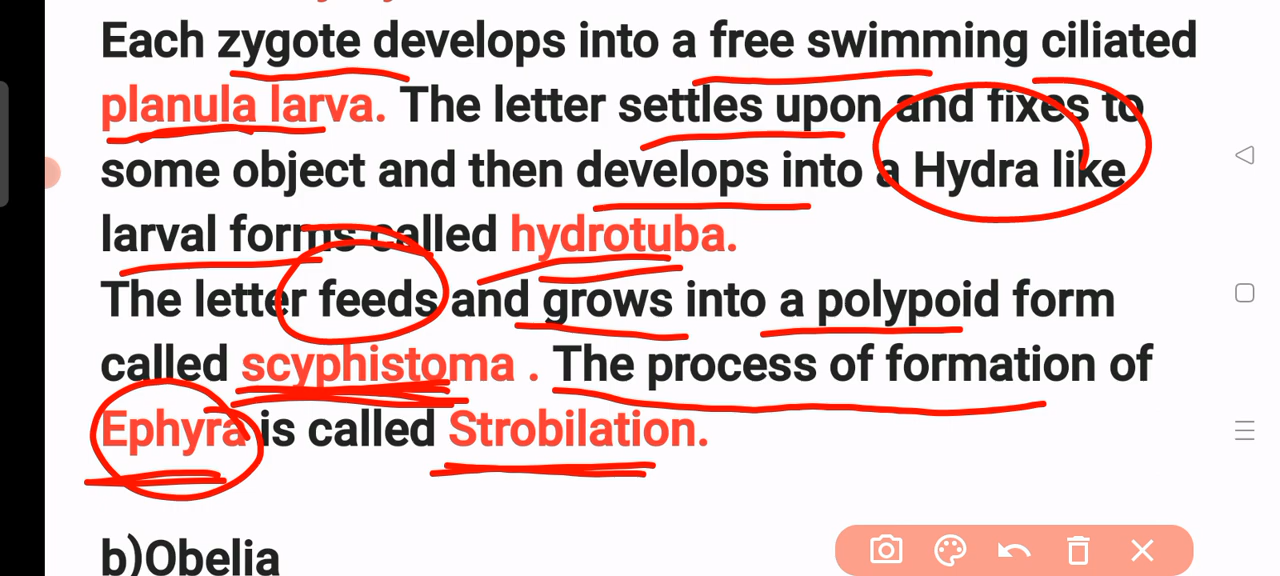 Each zygote develops into a free swimming ciliated
planula larva. The letter settles upon and fixes to
some object and then develops into a Hydra like
larval forms called hydrotuba.
The letter feeds and grows into a polypoid form
called scyphistoma . The process of formation of
Ephyra is called Strobilation.
b)Obelia